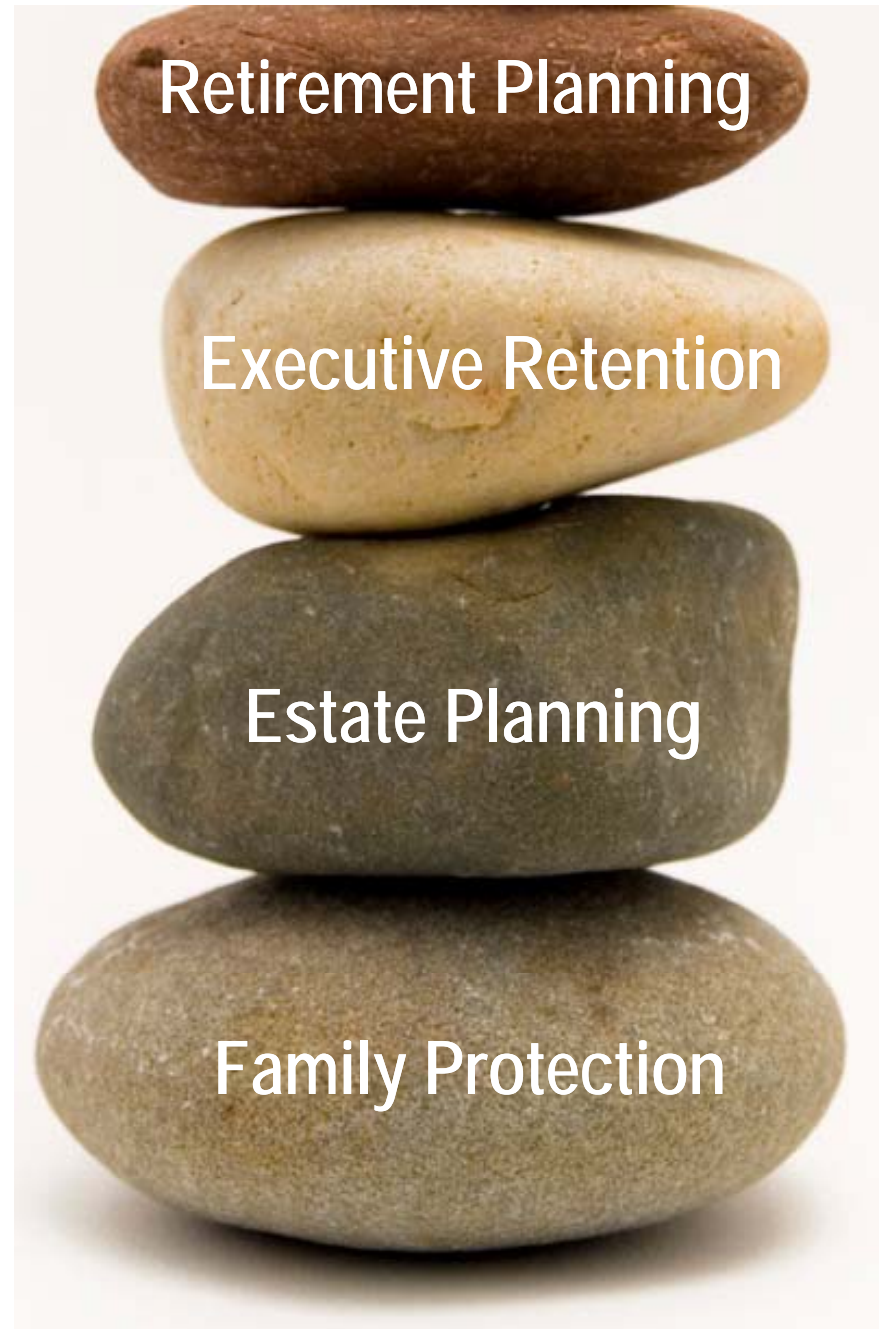 Retirement Planning
Executive Retention
Estate Planning
Family Protection